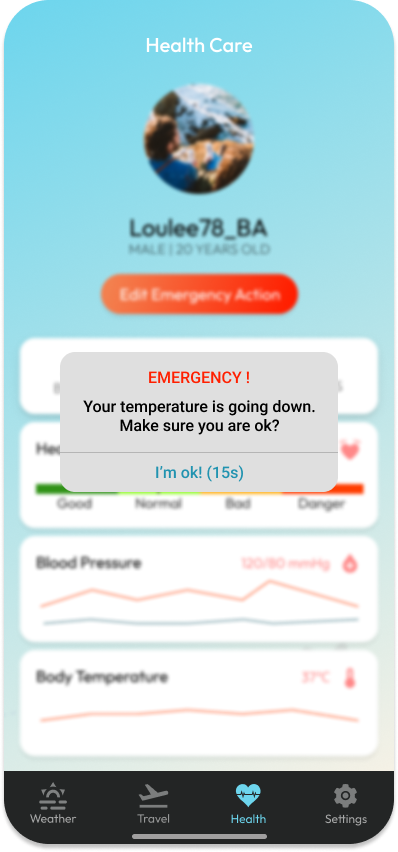 Health Care
Loulee78_BA
MALE | 20 YEARS OLD
Edit Emergency Action
EMERGENCY !
Your temperature is going down.
Make sure you are ok?
I'm ok! (15s)
Good Normal Bad Danger
Blood Pressure 120/80 mmHg
Body Temperature 37°C
Weather Travel Health Settings